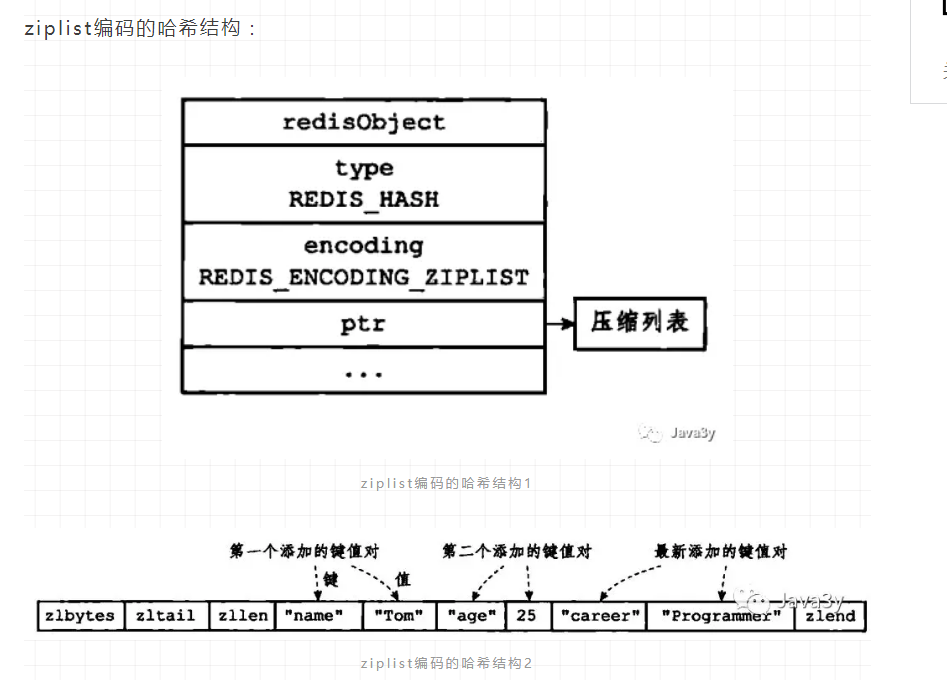 ziplist编码的哈希结构：
redisObject
type
REDIS_HASH
encoding
REDIS_ENCODING_ZIPLIST
ptr
压缩列表
...
Java3y
ziplist编码的哈希结构1
第一个添加的键值对 第二个添加的键值对 最新添加的键值对
键 值
Java3y
zlbytes zltail zllen "name" "Tom" "age" 25 "career" "Programmer" zlend
ziplist编码的哈希结构2